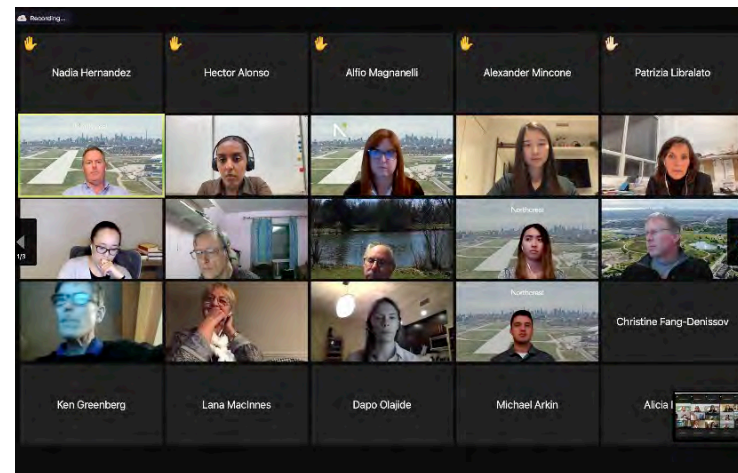 Recording...
Nadia Hernandez
Hector Alonso
Alfio Magnanelli
Alexander Mincone
Patrizia Libralato
northcrest
northcrest
1/3
Christine Fang-Denissov
Ken Greenberg
Lana MacInnes
Dapo Olajide
Michael Arkin
Alicia